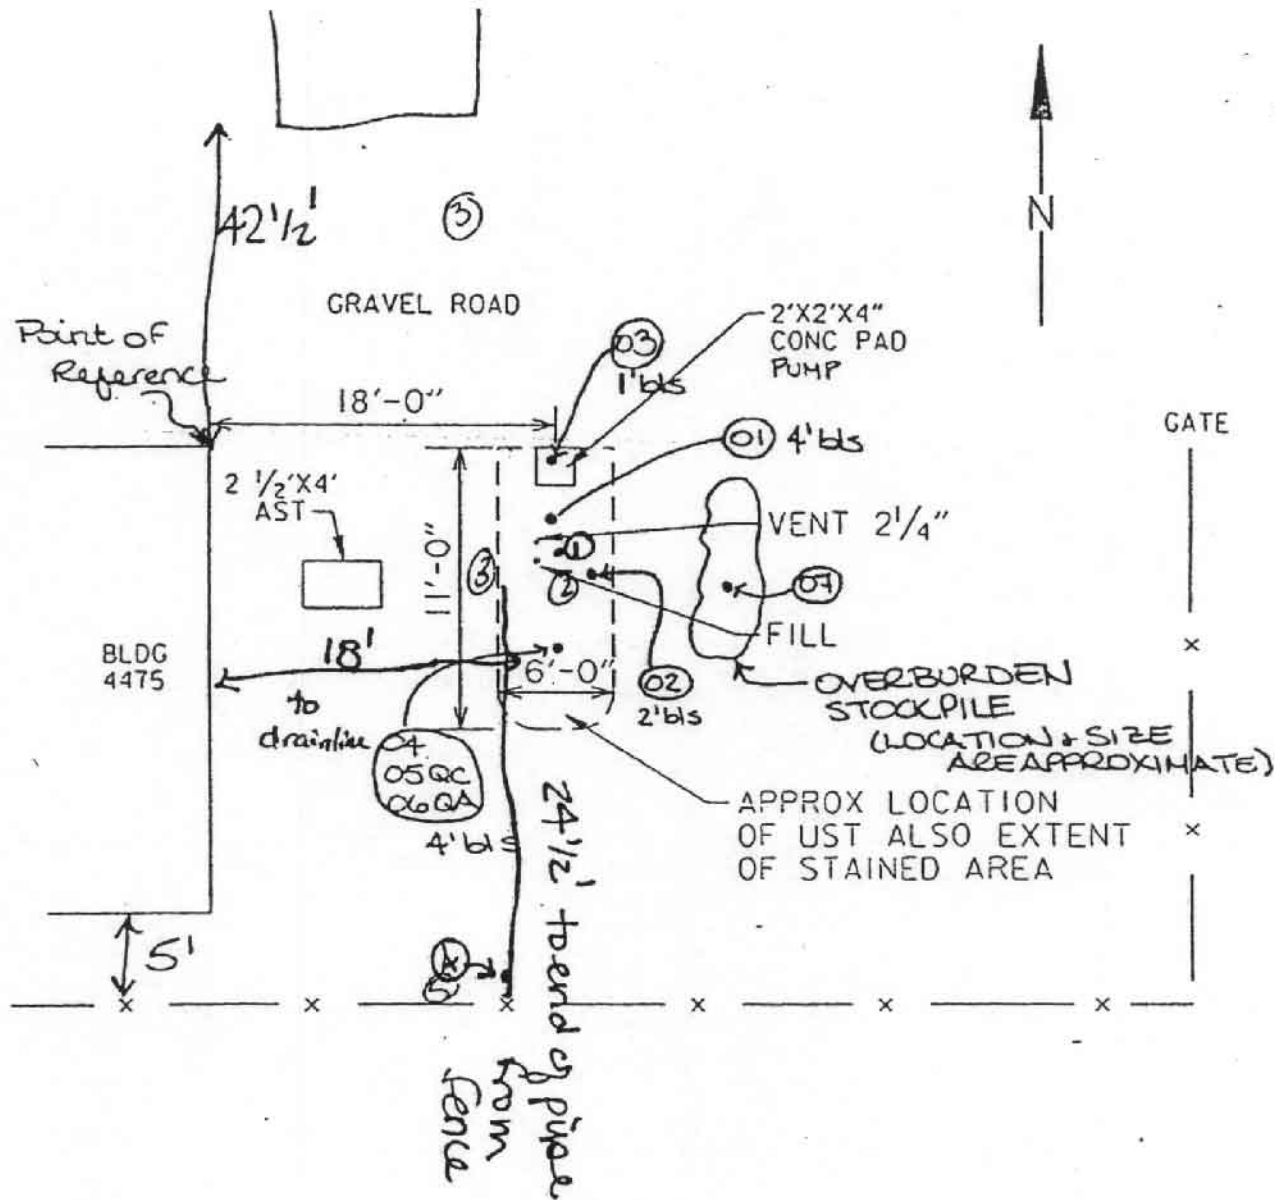 42'1/2'
③
N
GRAVEL ROAD
Point of
Reference
2'X2'X4"
CONC PAD
PUMP
03
1'bls
18'-0"
01 4'bls
GATE
2 1/2'X4'
AST
11'-0"
VENT 2 1/4"
①
③
②
07
FILL
BLDG
4475
18'
to
drainline
6'-0"
02
2'bls
OVERBURDEN
STOCKPILE
(LOCATION & SIZE
ARE APPROXIMATE)
04
05QC
06QA
4'bls
APPROX LOCATION
OF UST ALSO EXTENT
OF STAINED AREA
5'
24'1/2' to end of pipe
from
Fence